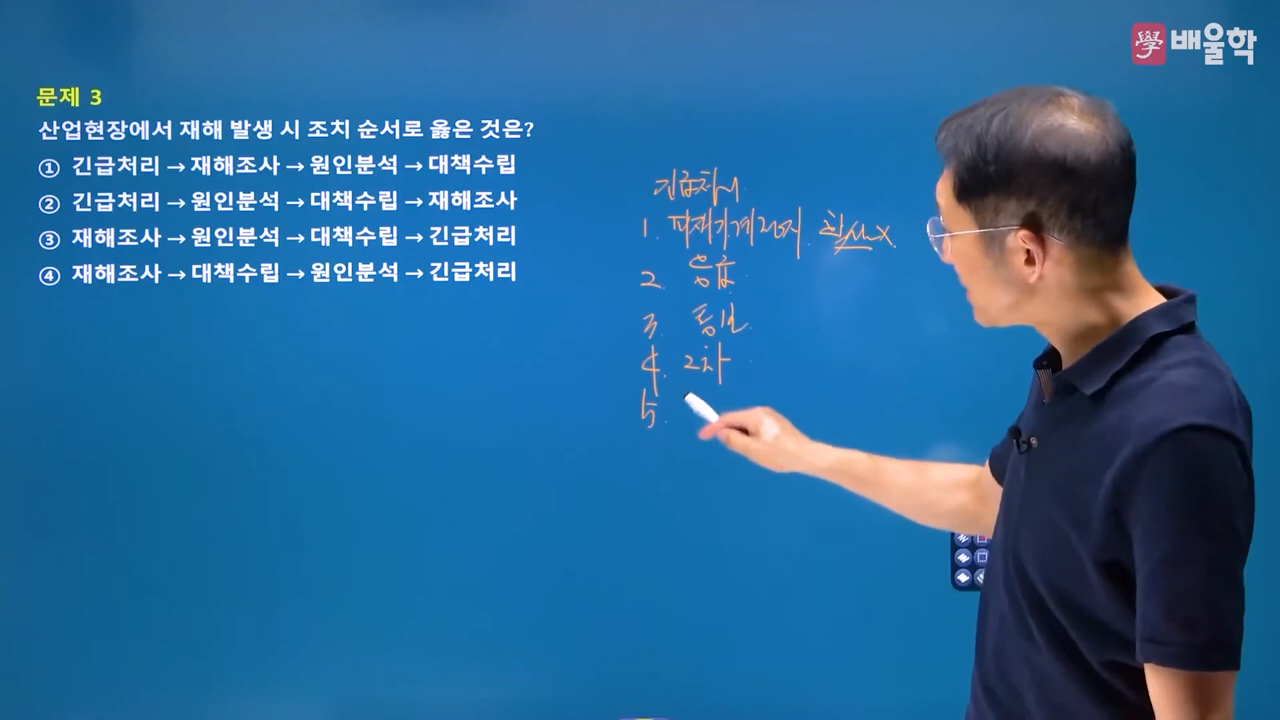 學 배울학
문제 3
산업현장에서 재해 발생 시 조치 순서로 옳은 것은?
① 긴급처리 → 재해조사 → 원인분석 → 대책수립
② 긴급처리 → 원인분석 → 대책수립 → 재해조사
③ 재해조사 → 원인분석 → 대책수립 → 긴급처리
④ 재해조사 → 대책수립 → 원인분석 → 긴급처리
긴급처리
1. 피재기계정지
2. 응급
3. 통보
4. 2차
5.